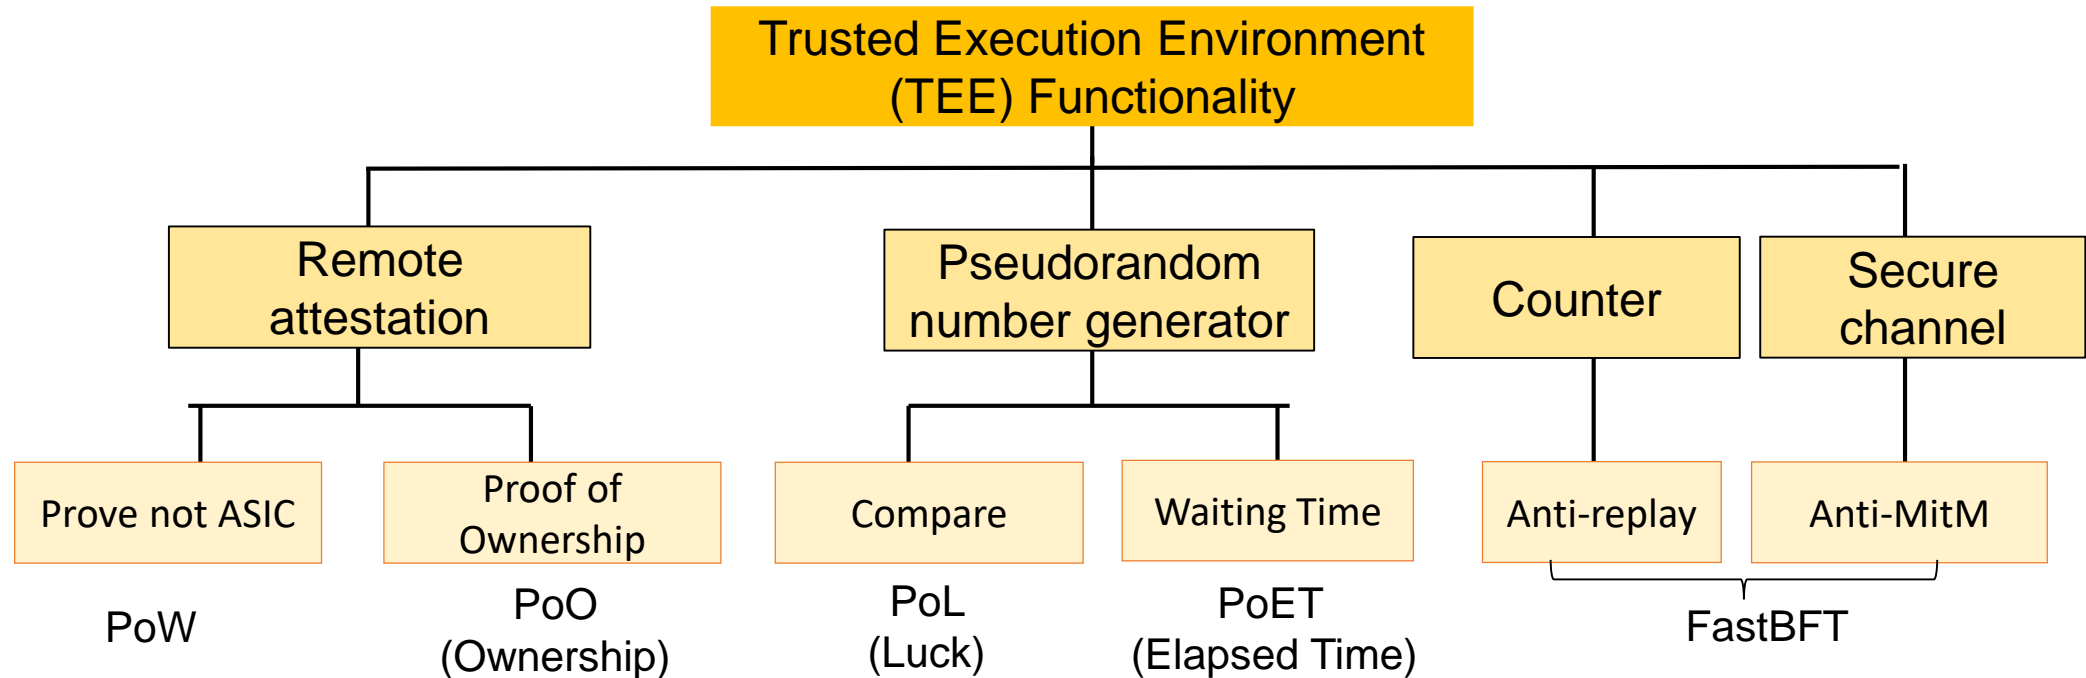 Trusted Execution Environment
(TEE) Functionality
Remote
attestation
Pseudorandom
number generator
Counter
Secure
channel
Prove not ASIC
Proof of
Ownership
Compare
Waiting Time
Anti-replay
Anti-MitM
PoW
PoO
(Ownership)
PoL
(Luck)
PoET
(Elapsed Time)
FastBFT